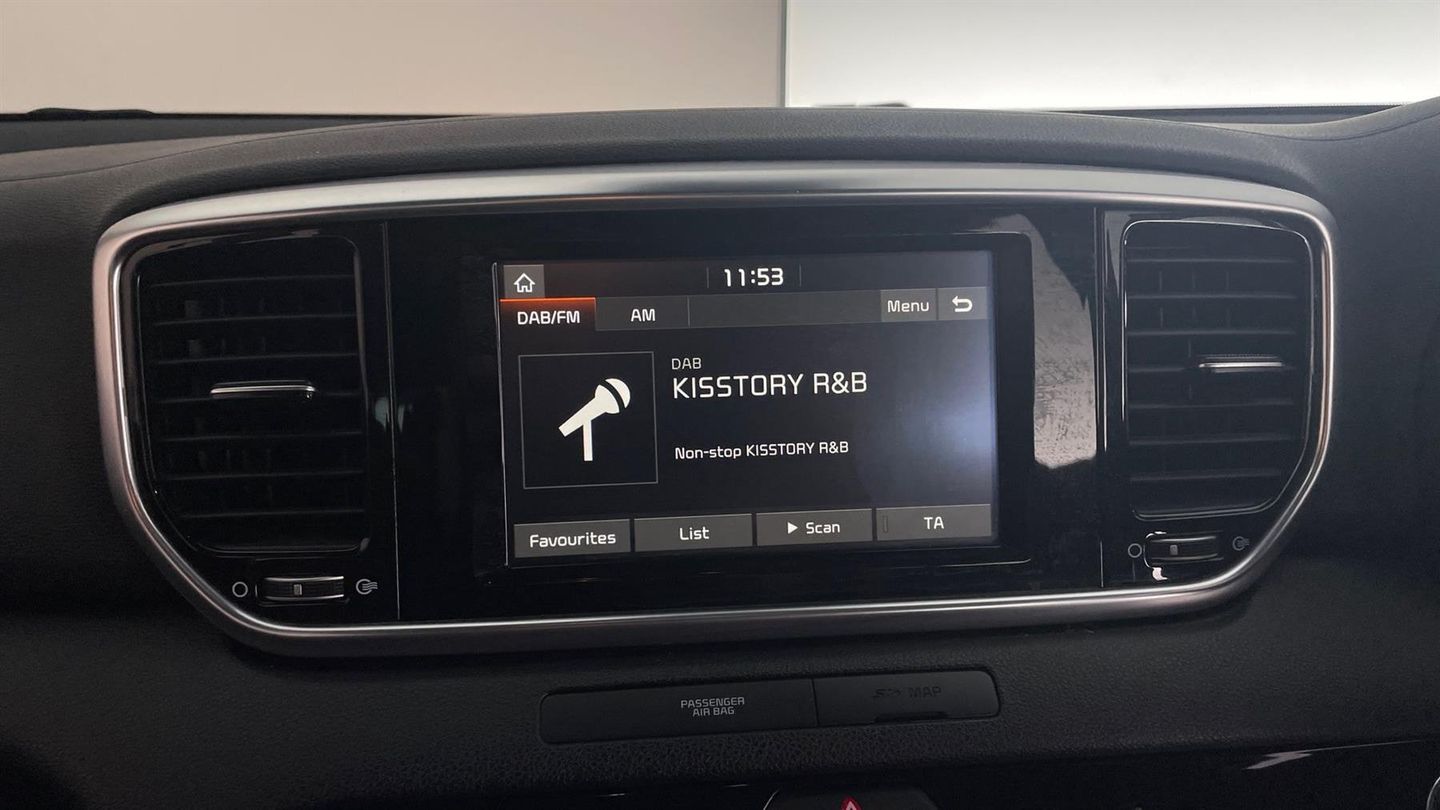 11:53
DAB/FM
AM
Menu
DAB
KISSTORY R&B
Non-stop KISSTORY R&B
Favourites
List
Scan
TA
PASSENGER
AIR BAG
MAP